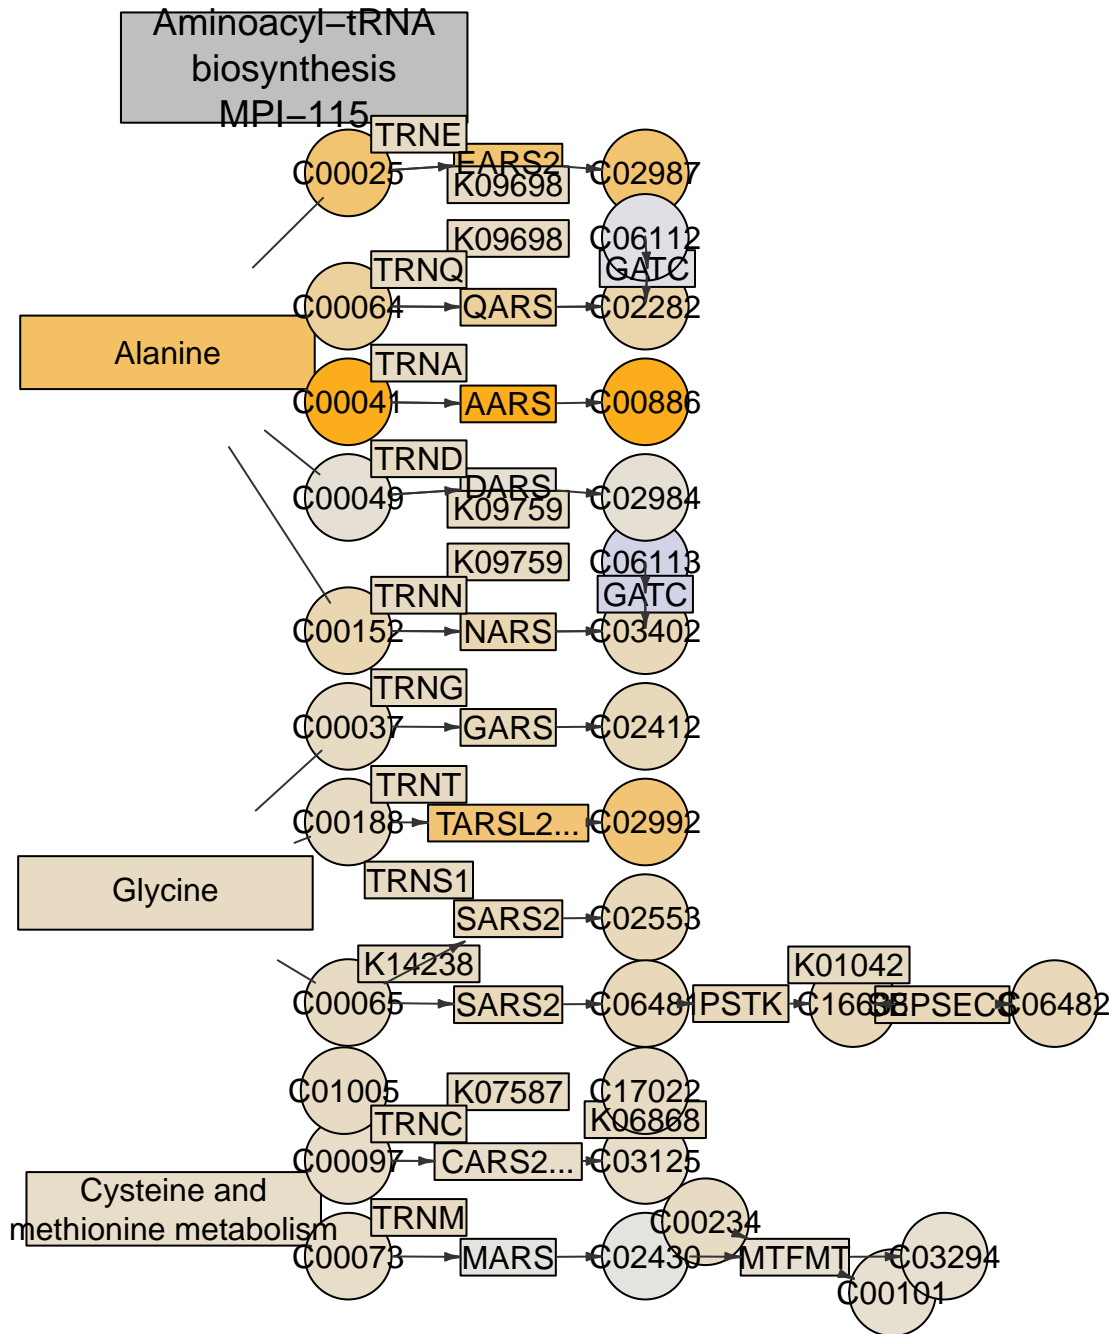 Aminoacyl−tRNA
biosynthesis
MPI−115
TRNE
C00025
EARS2
C02987
K09698
K09698
C06112
TRNQ
GATC
C00064
QARS
C02282
Alanine
TRNA
C00041
AARS
C00886
TRND
DARS
C00049
C02984
K09759
K09759
C06113
TRNN
GATC
C00152
NARS
C03402
TRNG
C00037
GARS
C02412
TRNT
C00188
TARSL2...
C02992
TRNS1
Glycine
SARS2
C02553
K14238
K01042
C00065
SARS2
C06481
PSTK
C16638
SEPSECS
C06482
C01005
K07587
C17022
TRNC
K06868
C00097
CARS2...
C03125
Cysteine and
methionine metabolism
TRNM
C00234
C00073
MARS
C02430
MTFMT
C03294
C00101